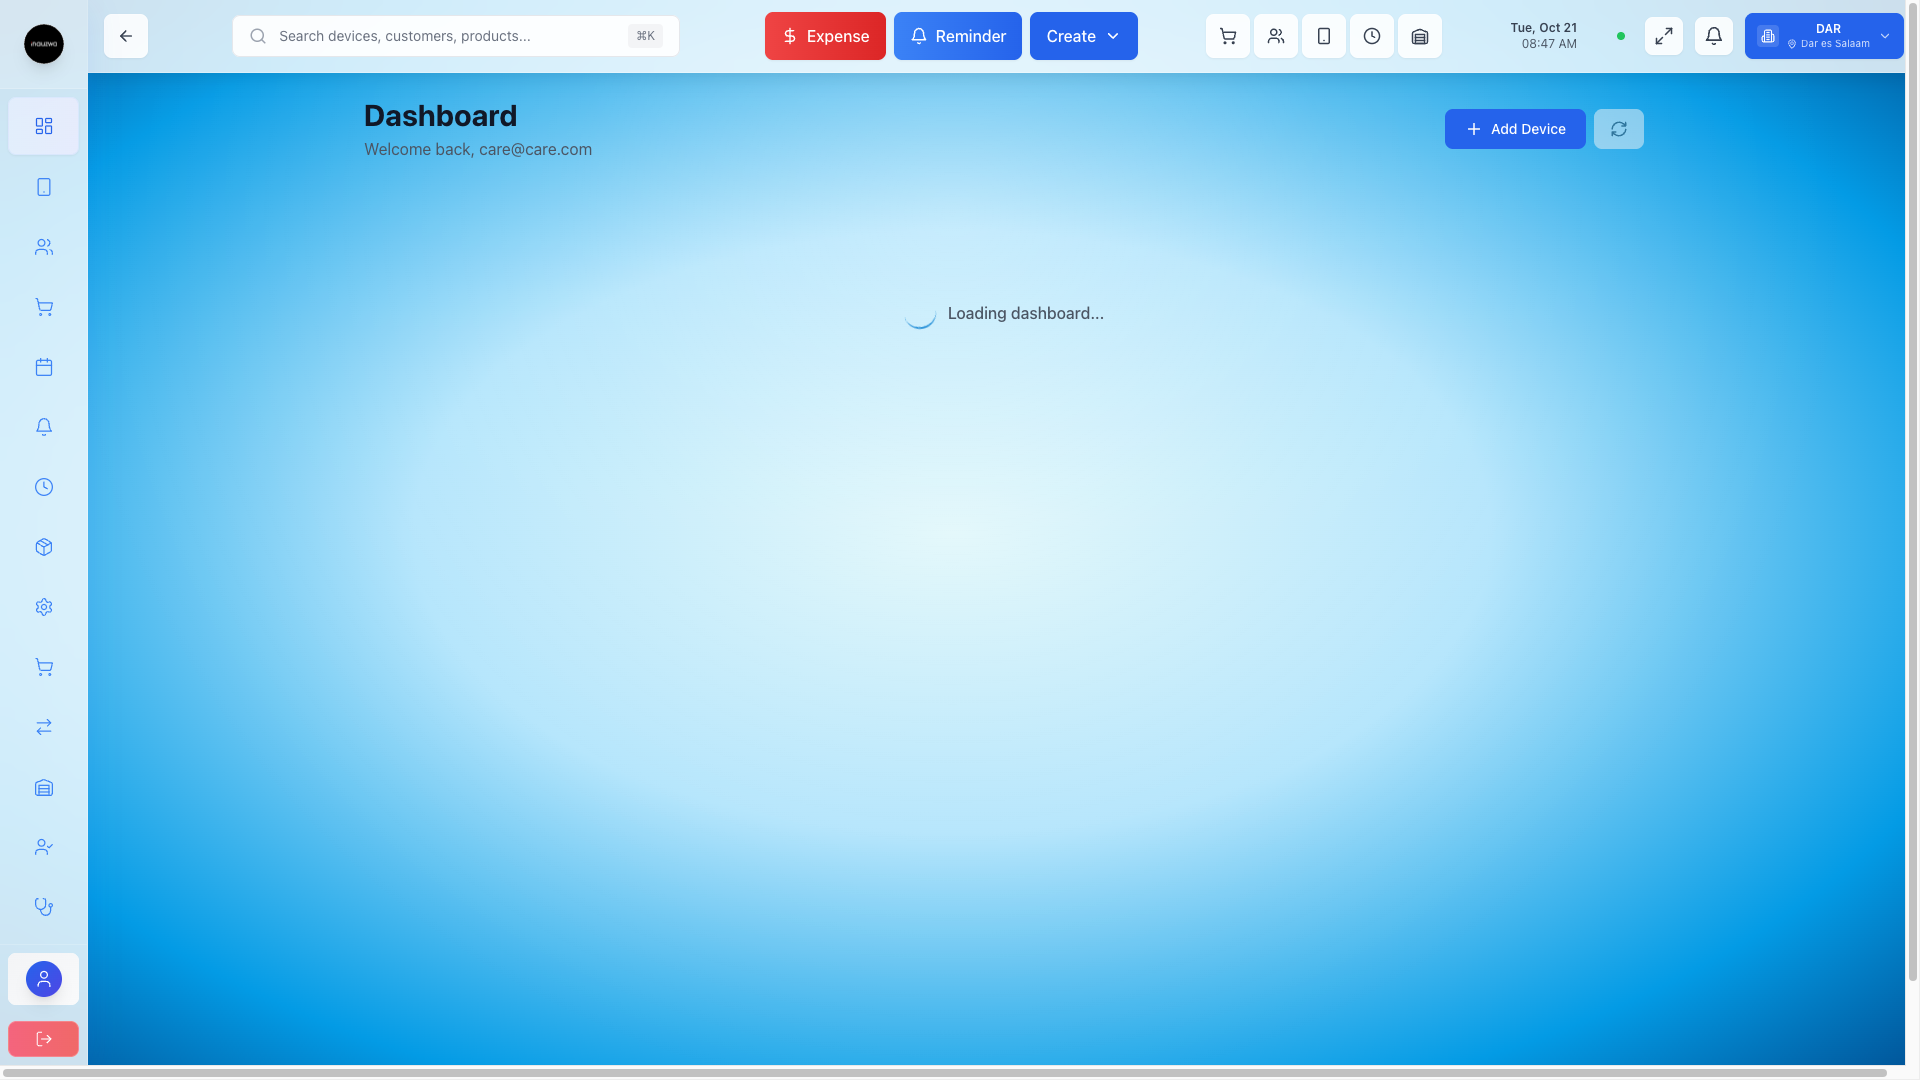 inauzwa
Search devices, customers, products...
⌘K
Expense
Reminder
Create
Tue, Oct 21
08:47 AM
DAR
Dar es Salaam
Dashboard
Welcome back, care@care.com
Add Device
Loading dashboard...